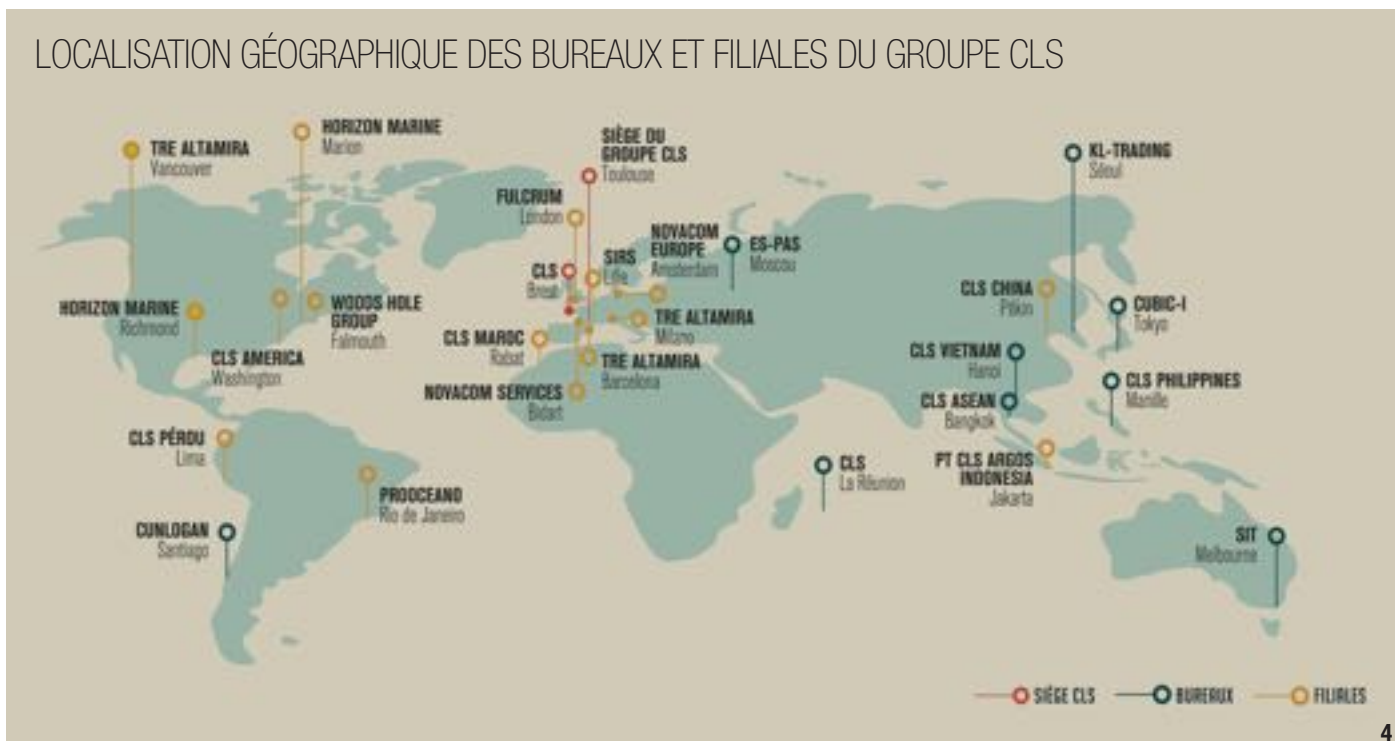 LOCALISATION GÉOGRAPHIQUE DES BUREAUX ET FILIALES DU GROUPE CLS
TRE ALTAMIRA
Vancouver
HORIZON MARINE
Marion
SIÈGE DU
GROUPE CLS
Toulouse
KL-TRADING
Séoul
FULCRUM
London
NOVACOM
EUROPE
Amsterdam
ES-PAS
Moscou
SIRS
Lille
CLS
Brest
HORIZON MARINE
Richmond
WOODS HOLE
GROUP
Falmouth
CLS AMERICA
Washington
CLS MAROC
Rabat
TRE ALTAMIRA
Milano
TRE ALTAMIRA
Barcelona
NOVACOM SERVICES
Bidart
CLS CHINA
Pékin
CUBIC-I
Tokyo
CLS VIETNAM
Hanoi
CLS PHILIPPINES
Manille
CLS ASEAN
Bangkok
CLS PÉROU
Lima
PROOCEANO
Rio de Janeiro
CLS
La Réunion
PT CLS ARGOS
INDONESIA
Jakarta
CUNLOGAN
Santiago
SIT
Melbourne
SIÈGE CLS
BUREAUX
FILIALES
4